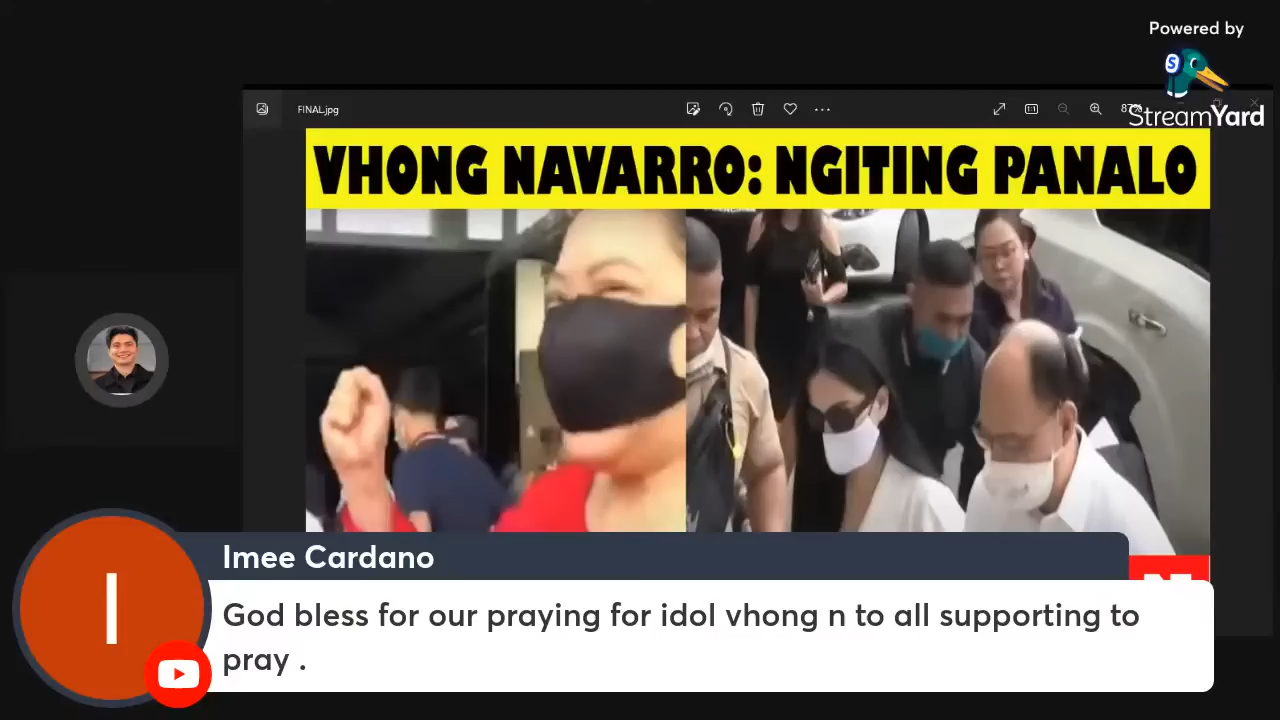 Powered by
S
StreamYard
FINAL.jpg
VHONG NAVARRO: NGITING PANALO
I
Imee Cardano
God bless for our praying for idol vhong n to all supporting to
pray .